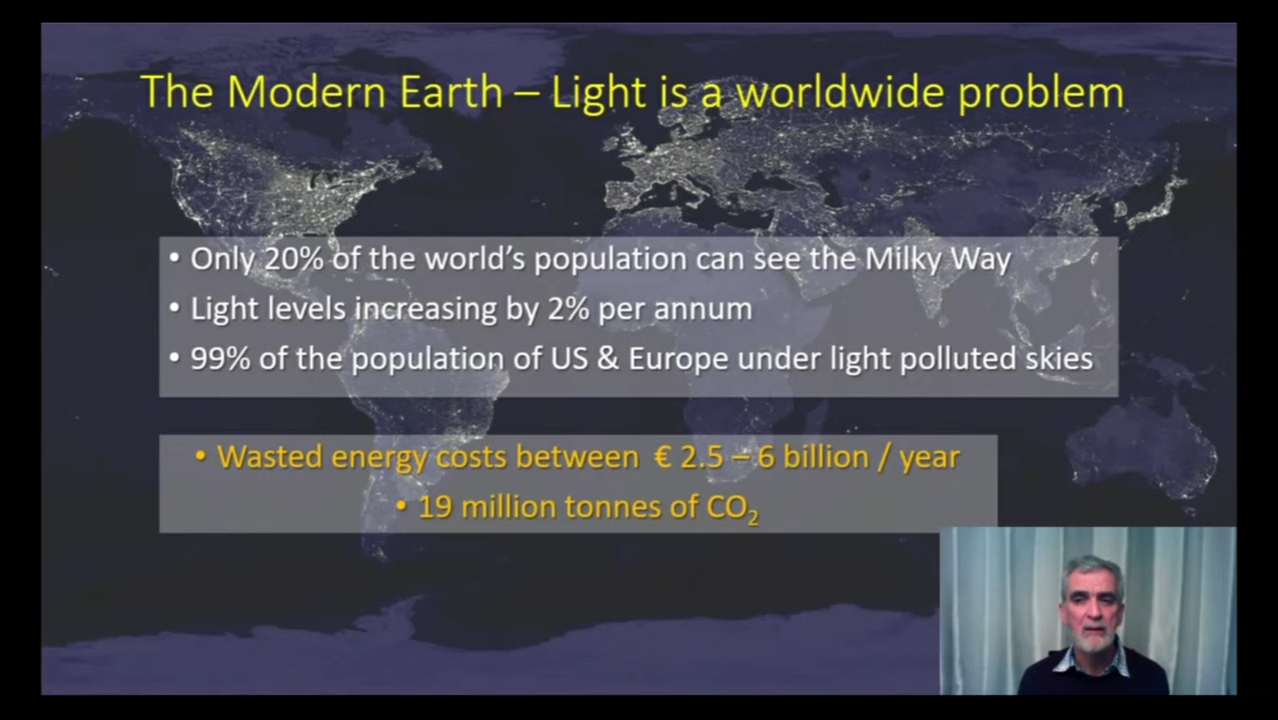 The Modern Earth – Light is a worldwide problem
• Only 20% of the world's population can see the Milky Way
• Light levels increasing by 2% per annum
• 99% of the population of US & Europe under light polluted skies
• Wasted energy costs between € 2.5 – 6 billion / year
• 19 million tonnes of CO₂